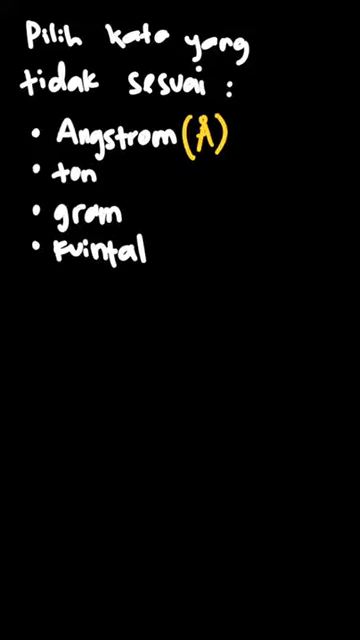 Pilih kata yang
tidak sesuai :
• Angstrom (Å)
• ton
• gram
• kuintal